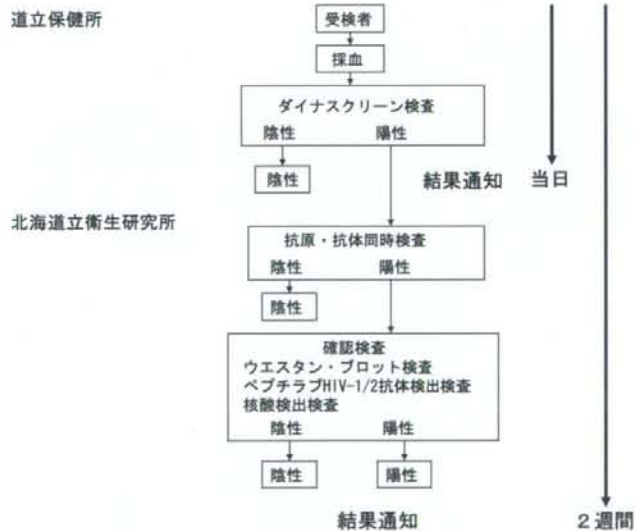 道立保健所
受検者
採血
ダイナスクリーン検査
陰性 陽性
陰性
結果通知 当日
北海道立衛生研究所
抗原・抗体同時検査
陰性 陽性
陰性
確認検査
ウエスタン・ブロット検査
ペプチラブHIV-1/2抗体検出検査
核酸検出検査
陰性 陽性
陰性 陽性
結果通知 2週間